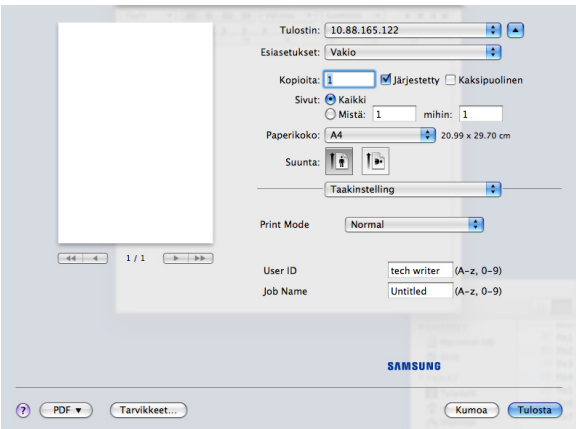 Tulostin: 10.88.165.122
Esiasetukset: Vakio
Kopioita: 1 Järjestetty Kaksipuolinen
Sivut: Kaikki
Mistä: 1 mihin: 1
Paperikoko: A4 20.99 x 29.70 cm
Suunta:
Taakinstelling
Print Mode Normal
1 / 1
User ID tech writer (A-z, 0-9)
Job Name Untitled (A-z, 0-9)
SAMSUNG
? PDF ▼ Tarvikkeet... Kumoa Tulosta